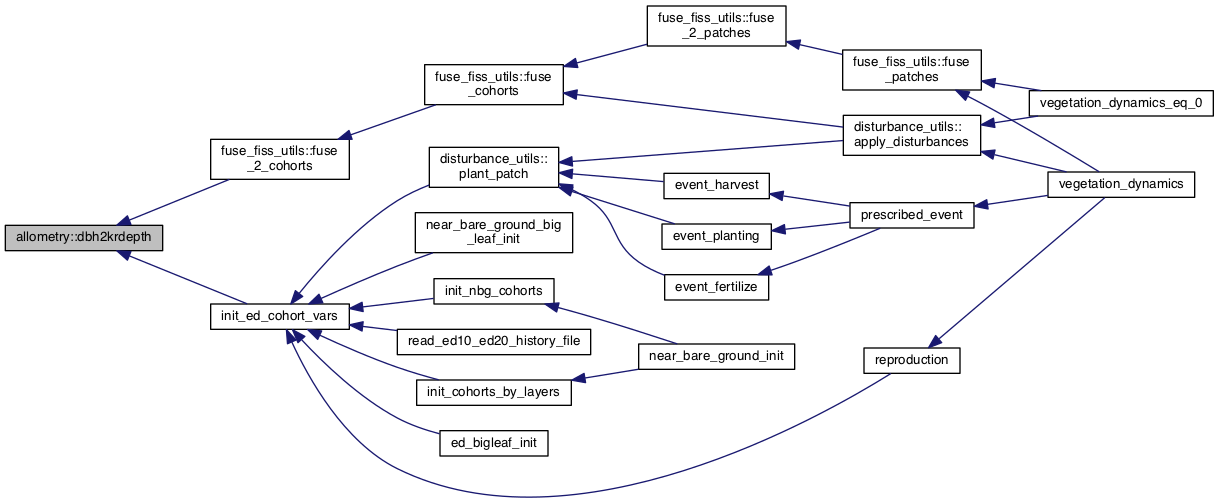 fuse_fiss_utils::fuse
_2_patches
fuse_fiss_utils::fuse
_patches
fuse_fiss_utils::fuse
_cohorts
vegetation_dynamics_eq_0
disturbance_utils::
apply_disturbances
fuse_fiss_utils::fuse
_2_cohorts
disturbance_utils::
plant_patch
event_harvest
vegetation_dynamics
prescribed_event
allometry::dbh2krdepth
near_bare_ground_big
_leaf_init
event_planting
event_fertilize
init_nbg_cohorts
init_ed_cohort_vars
read_ed10_ed20_history_file
near_bare_ground_init
reproduction
init_cohorts_by_layers
ed_bigleaf_init